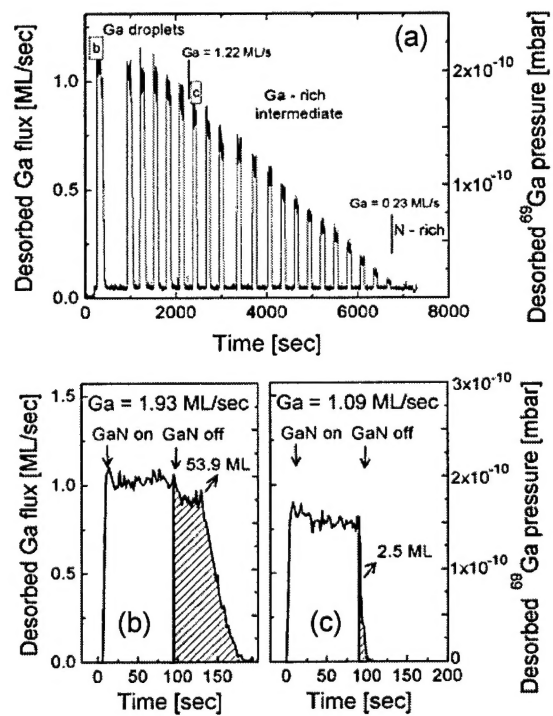 Ga droplets
(a)
b
Ga = 1.22 ML/s
c
Ga - rich
intermediate
Ga = 0.23 ML/s
N - rich
Desorbed Ga flux [ML/sec]
1.0
0.5
0.0
Desorbed ⁶⁹Ga pressure [mbar]
2x10⁻¹⁰
1x10⁻¹⁰
0
0 2000 4000 6000 8000
Time [sec]
Desorbed Ga flux [ML/sec]
1.5
1.0
0.5
0.0
Ga = 1.93 ML/sec
GaN on GaN off
53.9 ML
(b)
0 50 100 150
Time [sec]
Ga = 1.09 ML/sec
GaN on GaN off
2.5 ML
(c)
0 50 100 150 200
Time [sec]
3x10⁻¹⁰
2x10⁻¹⁰
1x10⁻¹⁰
0
Desorbed ⁶⁹Ga pressure [mbar]